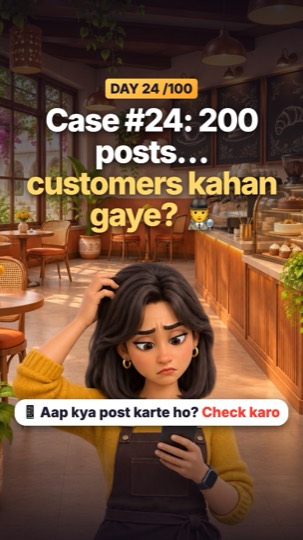 DAY 24 /100
Case #24: 200
posts...
customers kahan
gaye? 🕵️
📱 Aap kya post karte ho? Check karo